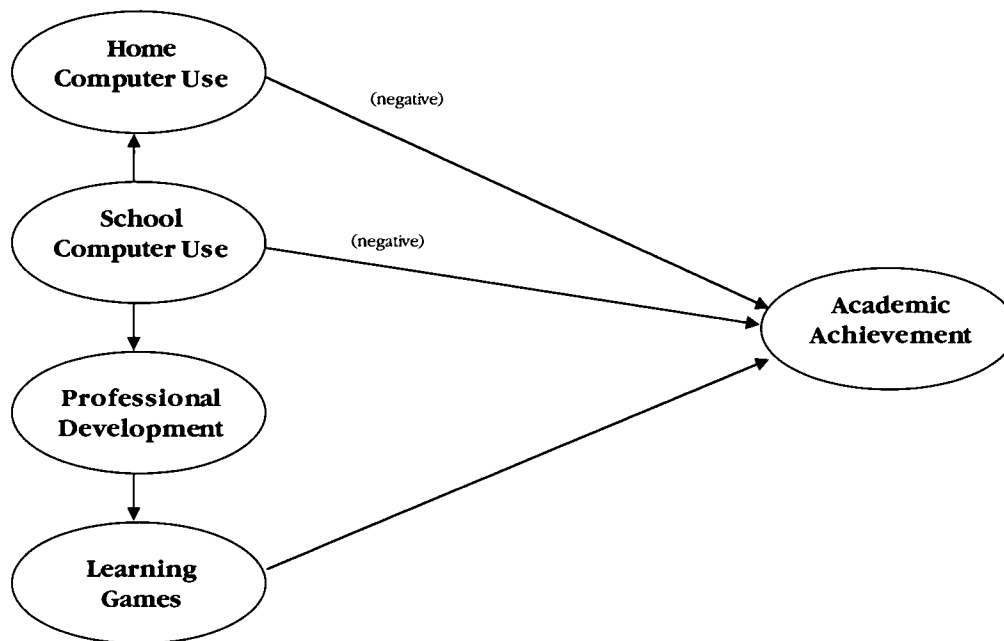 Home
Computer Use
(negative)
School
Computer Use
(negative)
Academic
Achievement
Professional
Development
Learning
Games